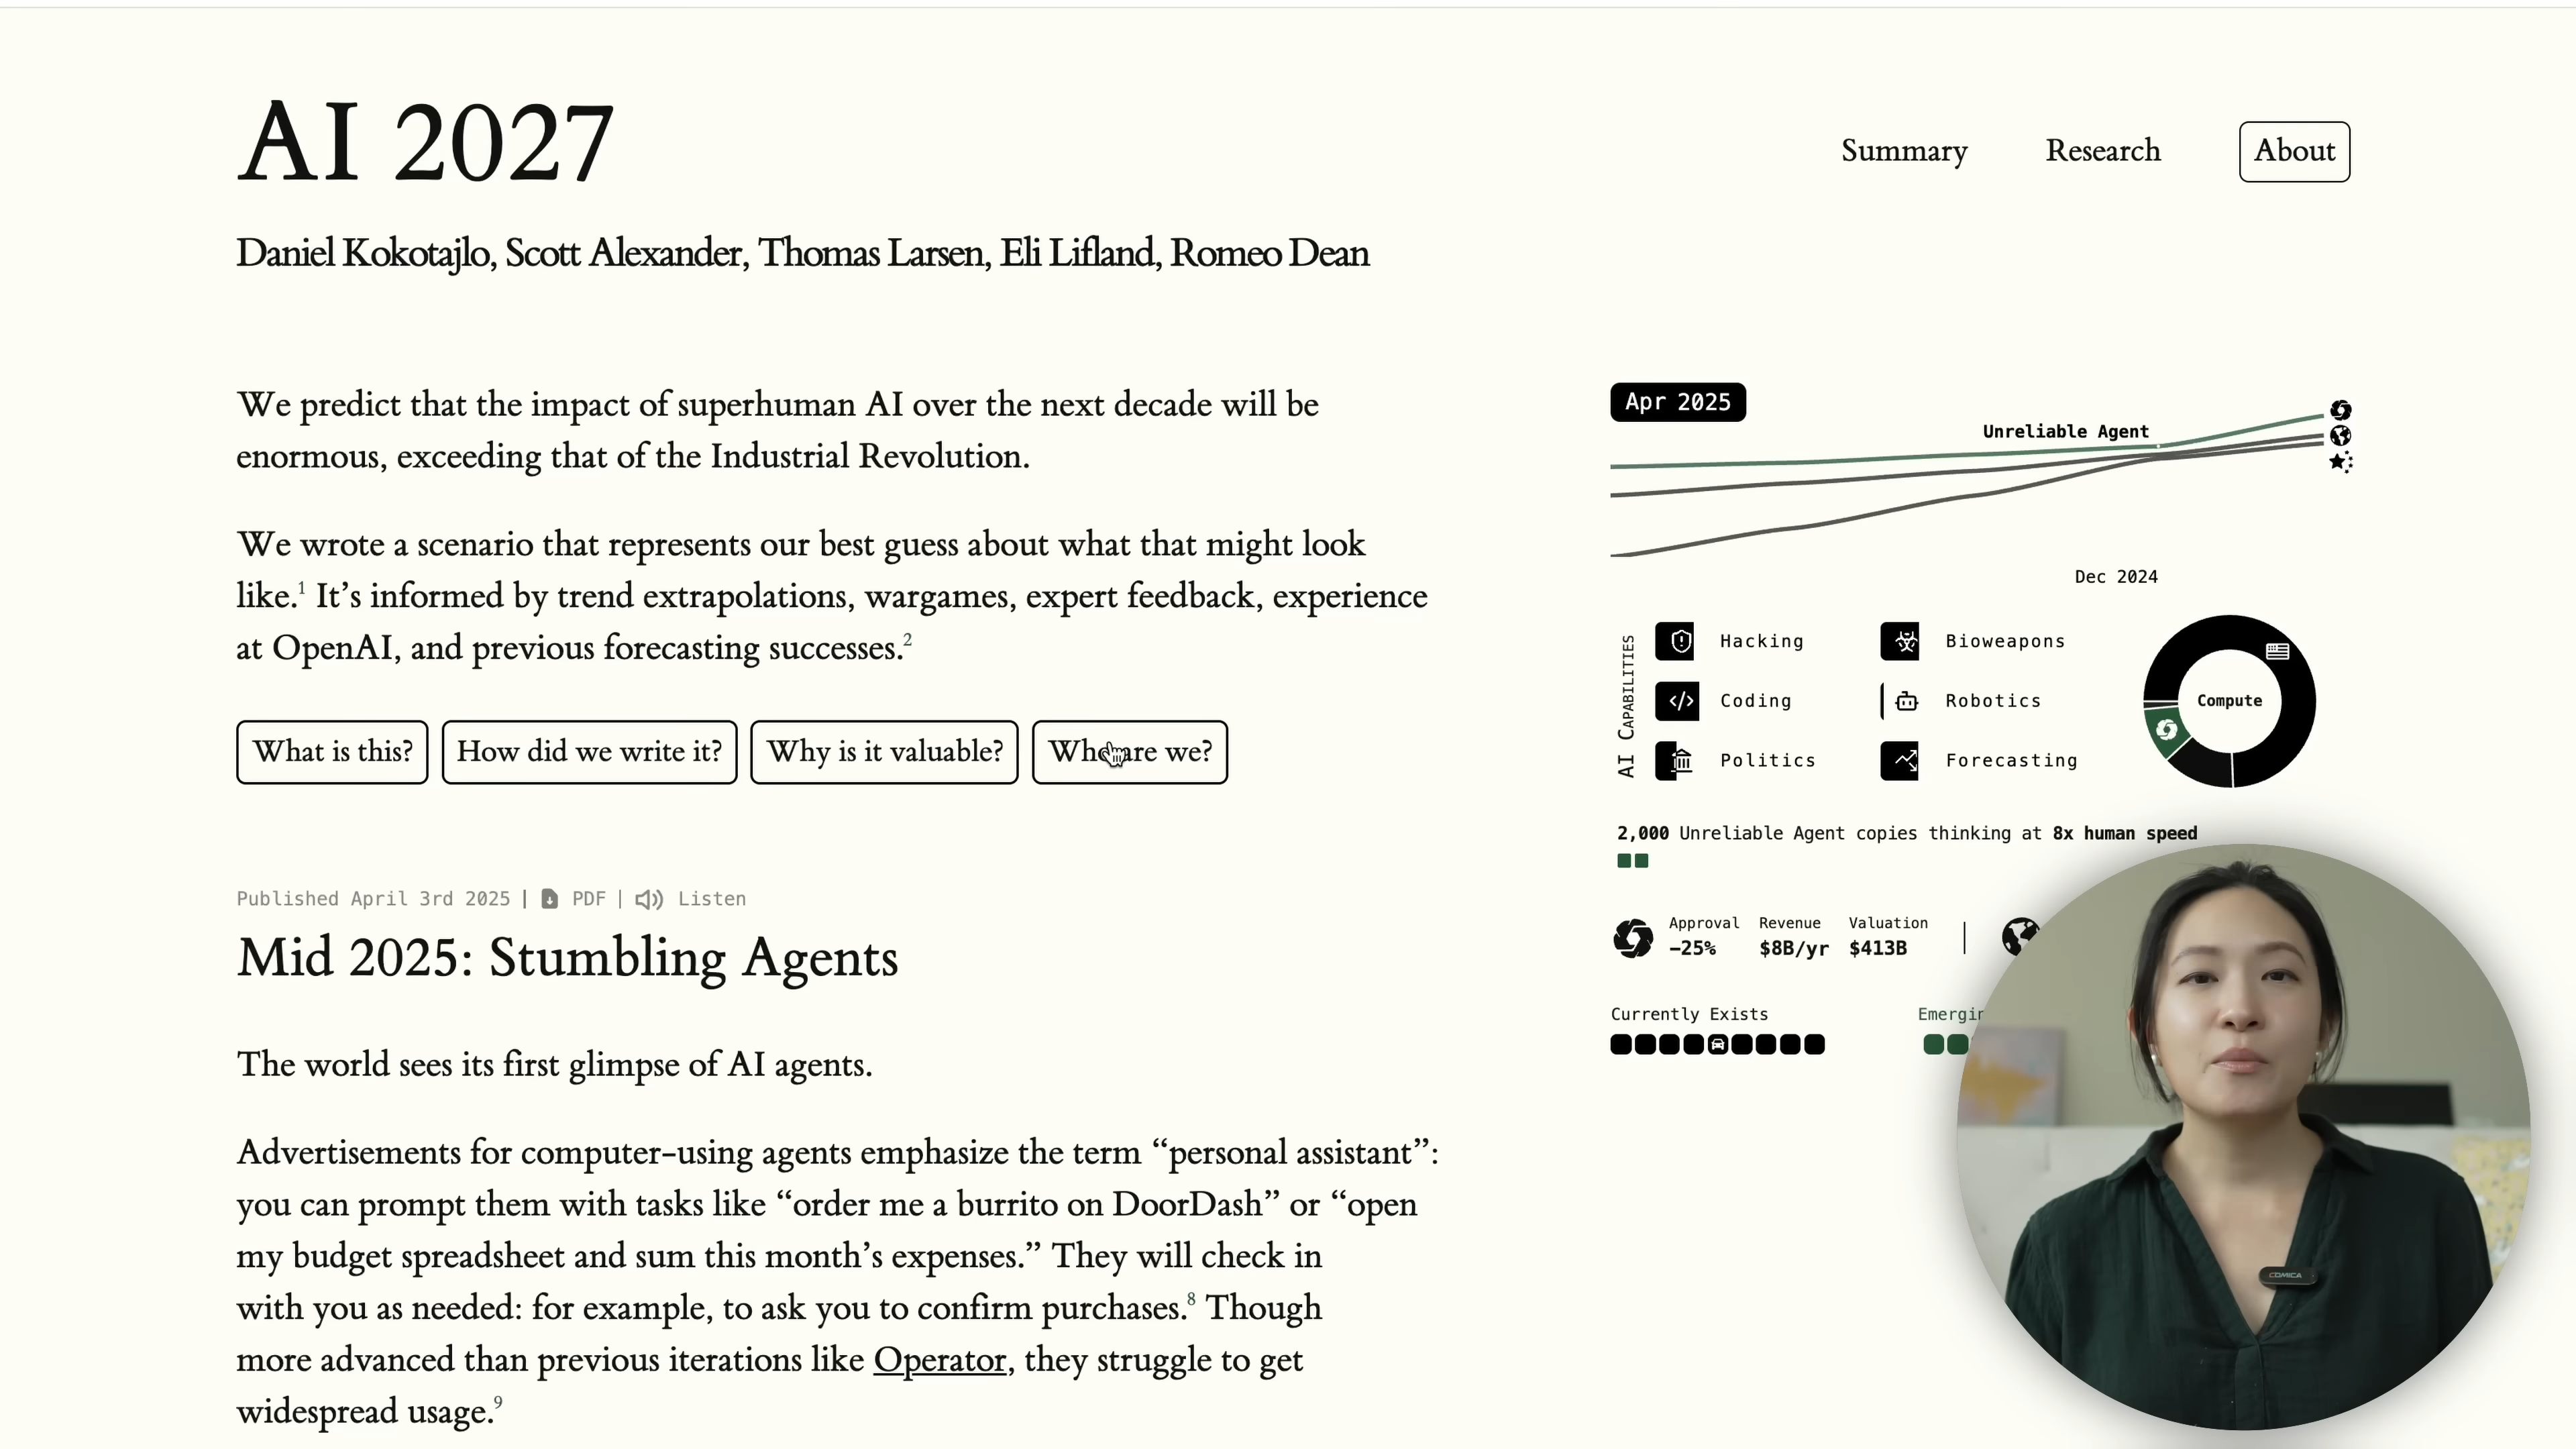 AI 2027
Summary
Research
About
Daniel Kokotajlo, Scott Alexander, Thomas Larsen, Eli Lifland, Romeo Dean
We predict that the impact of superhuman AI over the next decade will be
enormous, exceeding that of the Industrial Revolution.
We wrote a scenario that represents our best guess about what that might look
like.1 It’s informed by trend extrapolations, wargames, expert feedback, experience
at OpenAI, and previous forecasting successes.2
What is this?
How did we write it?
Why is it valuable?
Who are we?
Published April 3rd 2025 | PDF | Listen
Mid 2025: Stumbling Agents
The world sees its first glimpse of AI agents.
Advertisements for computer-using agents emphasize the term “personal assistant”:
you can prompt them with tasks like “order me a burrito on DoorDash” or “open
my budget spreadsheet and sum this month’s expenses.” They will check in
with you as needed: for example, to ask you to confirm purchases.8 Though
more advanced than previous iterations like Operator, they struggle to get
widespread usage.9
Apr 2025
Unreliable Agent
Dec 2024
AI CAPABILITIES
Hacking
Bioweapons
Coding
Robotics
Politics
Forecasting
Compute
2,000 Unreliable Agent copies thinking at 8x human speed
Approval Revenue Valuation
-25% $8B/yr $413B
Currently Exists
COMICA